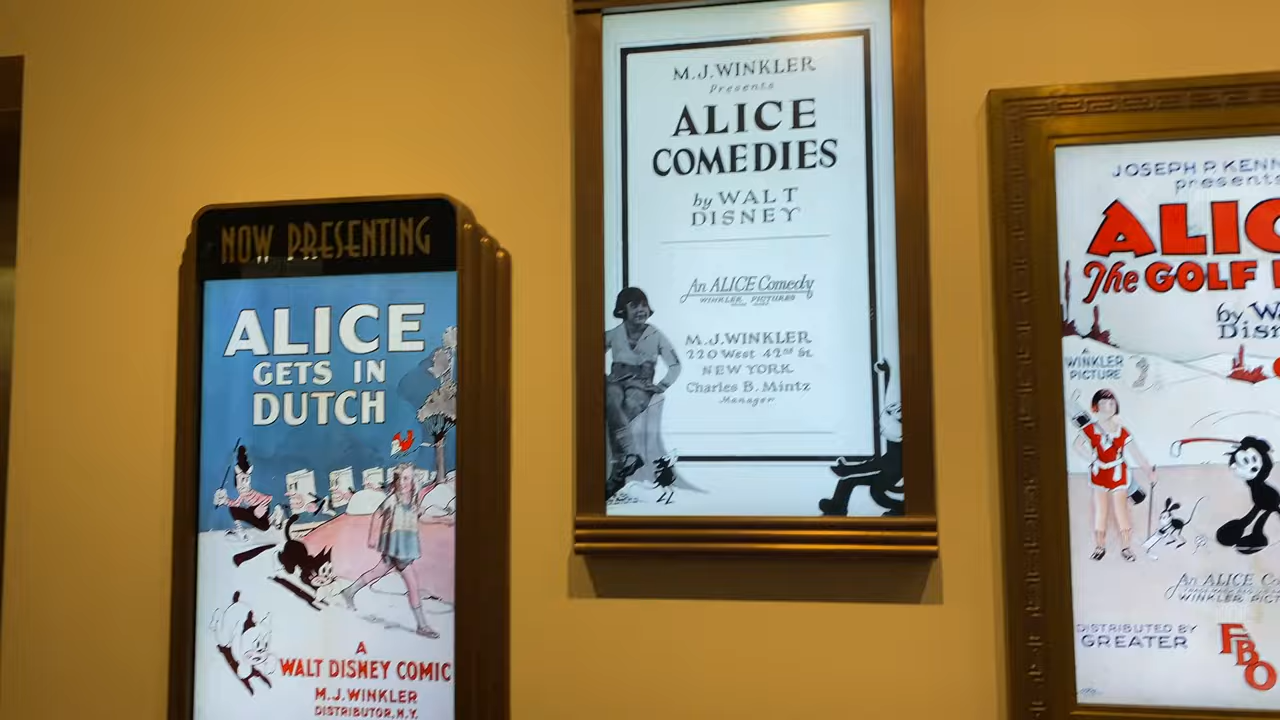 NOW PRESENTING
ALICE
GETS IN
DUTCH
A
WALT DISNEY COMIC
M.J.WINKLER
DISTRIBUTOR, N.Y.
M.J.WINKLER
Presents
ALICE
COMEDIES
by WALT
DISNEY
An ALICE Comedy
WINKLER PICTURES
M.J.WINKLER
220 West 42nd St.
NEW YORK
Charles B. Mintz
Manager
JOSEPH P. KENN
presents
ALIC
The GOLF
by W
Disn
A
WINKLER
PICTURE
An ALICE Co
WINKLER PICT
DISTRIBUTED BY
GREATER
FBO